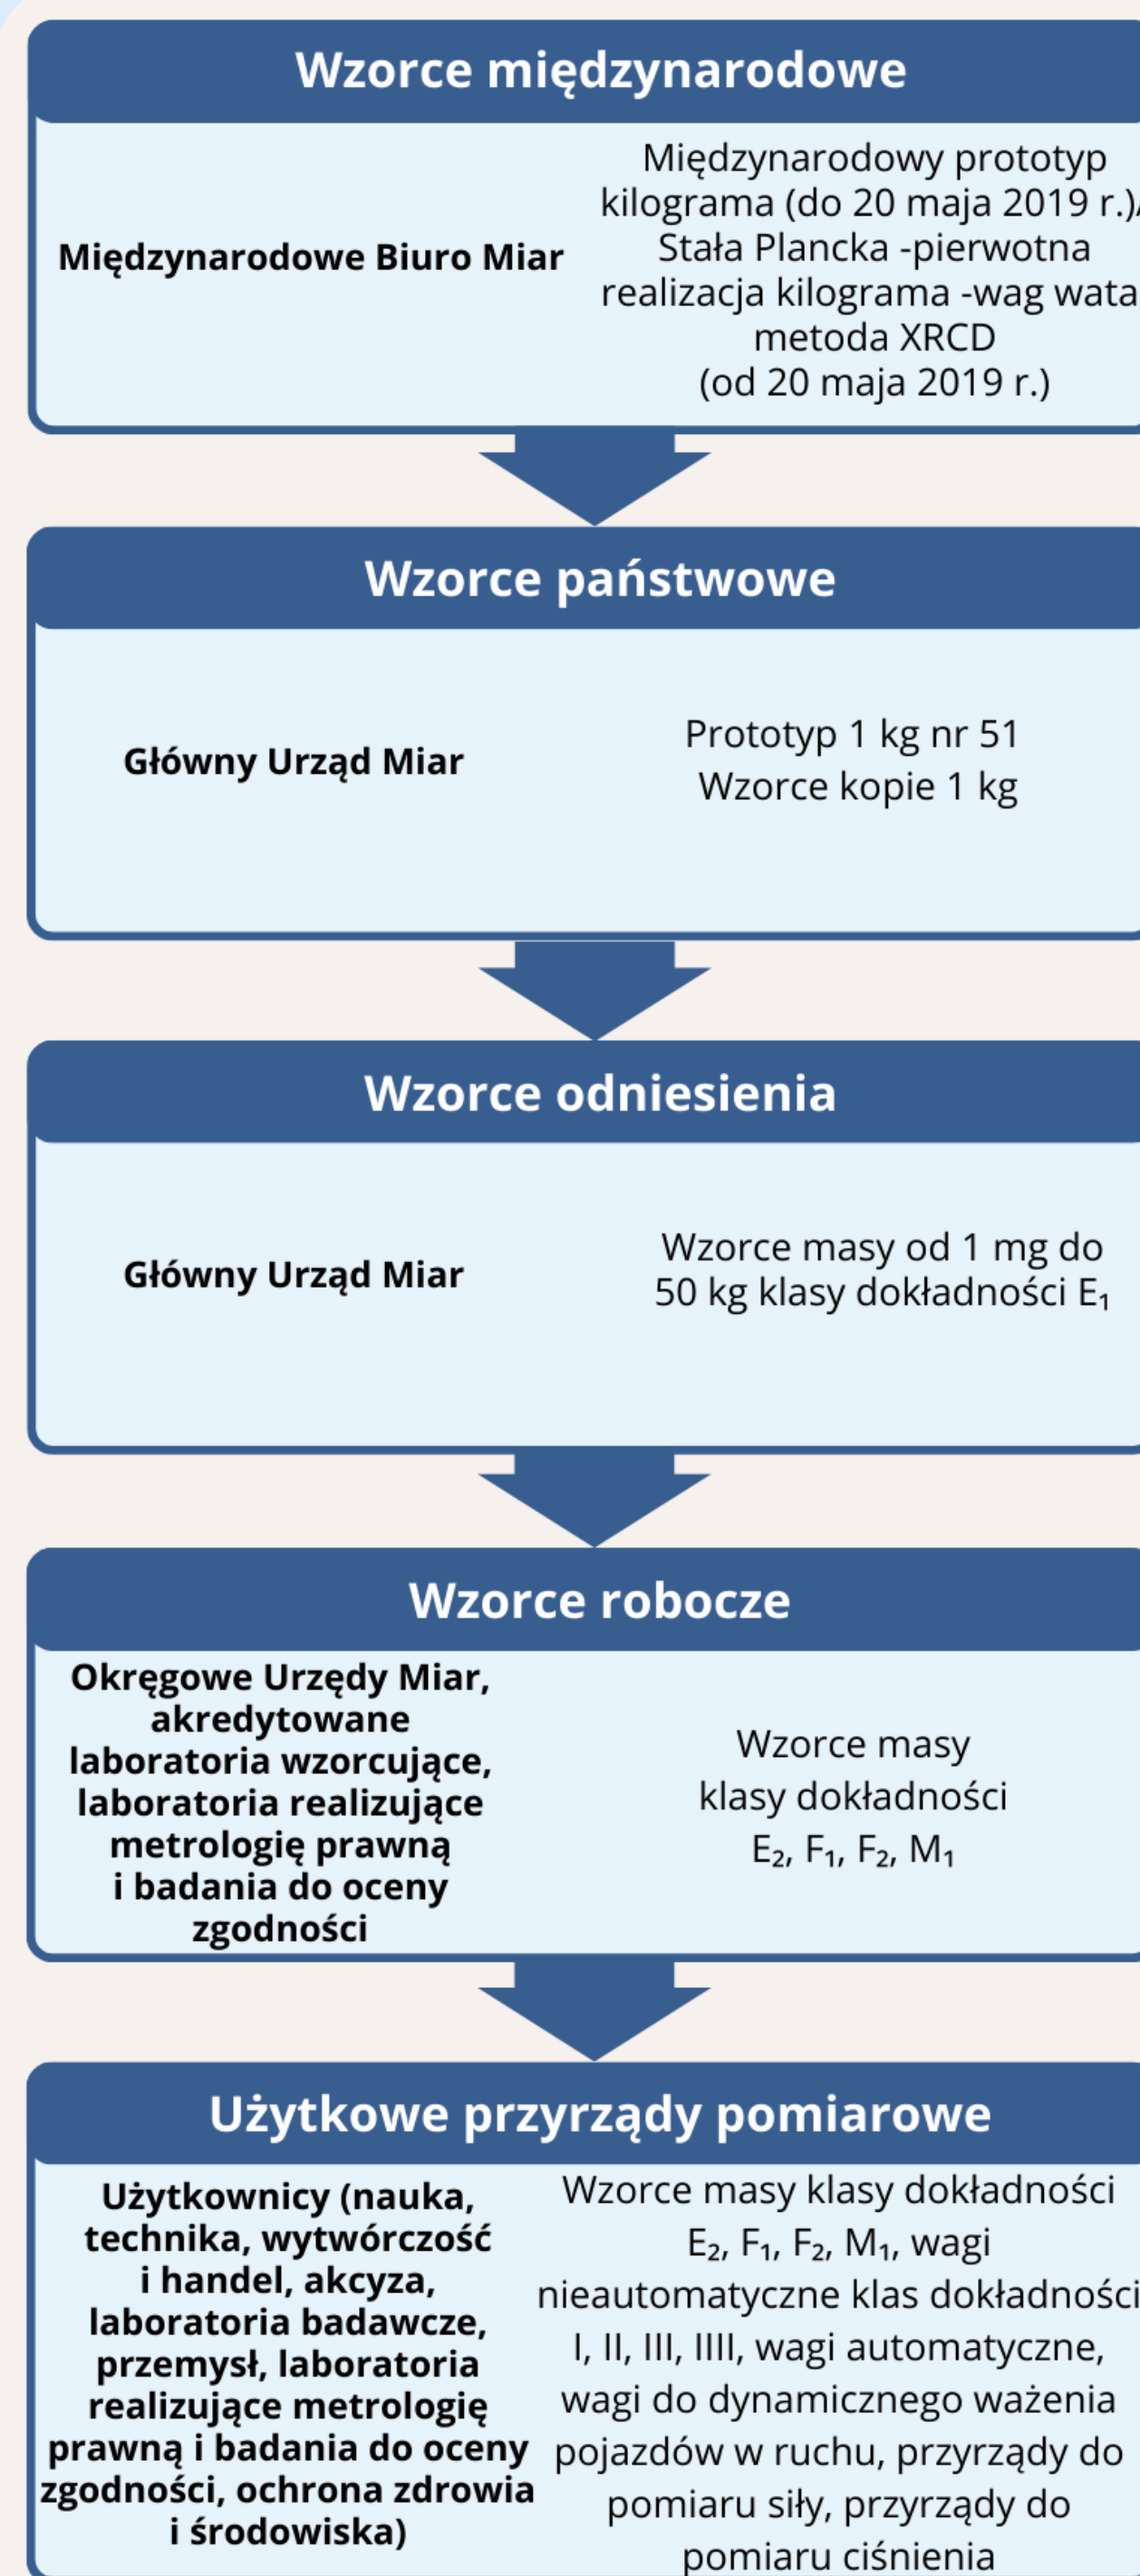 Wzorce międzynarodowe
Międzynarodowe Biuro Miar
Międzynarodowy prototyp
kilograma (do 20 maja 2019 r.)/
Stała Plancka -pierwotna
realizacja kilograma -wag wata
metoda XRCD
(od 20 maja 2019 r.)
Wzorce państwowe
Główny Urząd Miar
Prototyp 1 kg nr 51
Wzorce kopie 1 kg
Wzorce odniesienia
Główny Urząd Miar
Wzorce masy od 1 mg do
50 kg klasy dokładności E₁
Wzorce robocze
Okręgowe Urzędy Miar,
akredytowane
laboratoria wzorcujące,
laboratoria realizujące
metrologię prawną
i badania do oceny
zgodności
Wzorce masy
klasy dokładności
E₂, F₁, F₂, M₁
Użytkowe przyrządy pomiarowe
Użytkownicy (nauka,
technika, wytwórczość
i handel, akcyza,
laboratoria badawcze,
przemysł, laboratoria
realizujące metrologię
prawną i badania do oceny
zgodności, ochrona zdrowia
i środowiska)
Wzorce masy klasy dokładności
E₂, F₁, F₂, M₁, wagi
nieautomatyczne klas dokładności
I, II, III, IIII, wagi automatyczne,
wagi do dynamicznego ważenia
pojazdów w ruchu, przyrządy do
pomiaru siły, przyrządy do
pomiaru ciśnienia